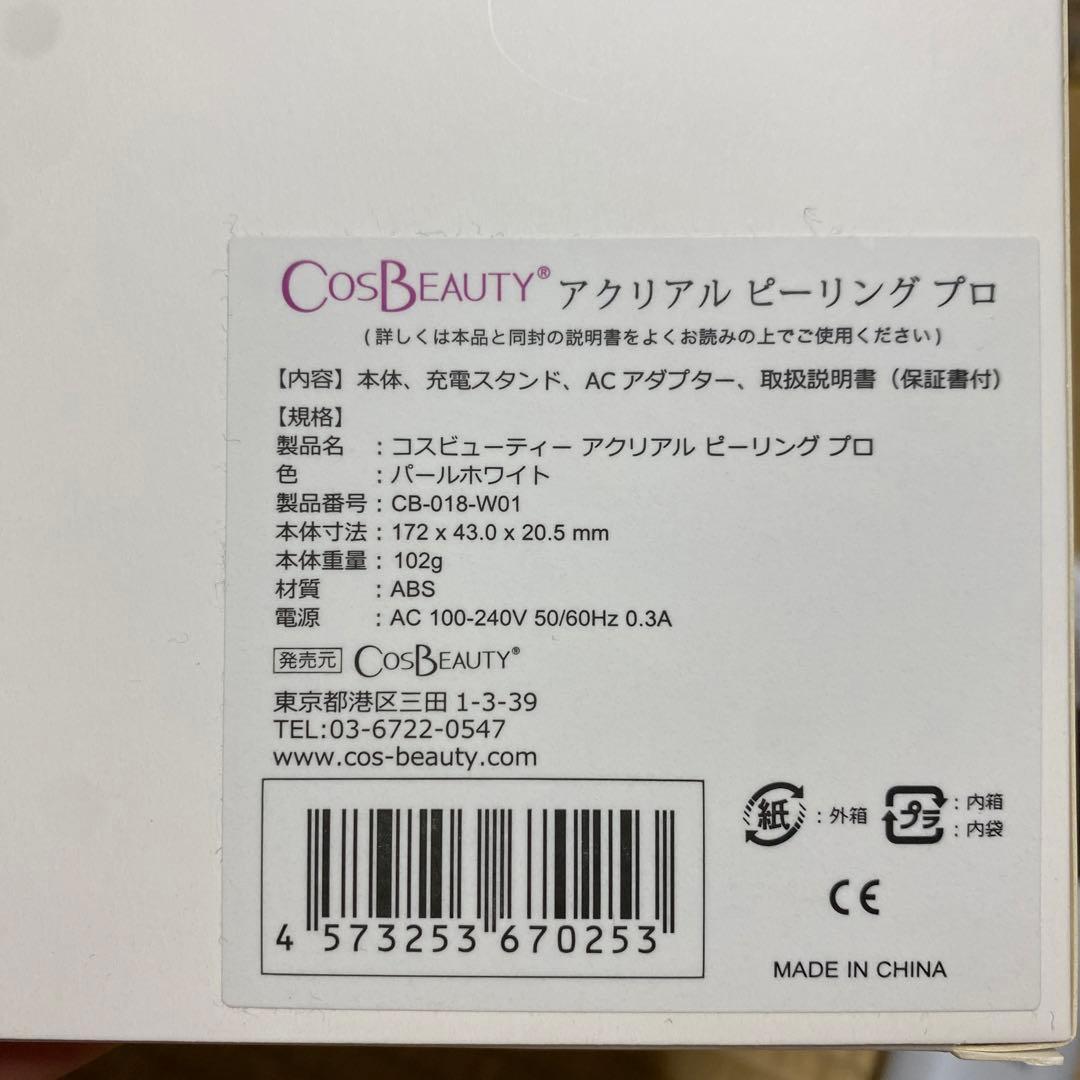 COSBEAUTY® アクリアル ピーリング プロ
(詳しくは本品と同封の説明書をよくお読みの上でご使用ください)
【内容】本体、充電スタンド、ACアダプター、取扱説明書（保証書付）
【規格】
製品名 ：コスビューティー アクリアル ピーリング プロ
色 ：パールホワイト
製品番号：CB-018-W01
本体寸法：172 x 43.0 x 20.5 mm
本体重量：102g
材質 ：ABS
電源 ：AC 100-240V 50/60Hz 0.3A
発売元 COSBEAUTY®
東京都港区三田 1-3-39
TEL:03-6722-0547
www.cos-beauty.com
紙 ：外箱 プラ ：内箱
：内袋
CE
4 573253 670253
MADE IN CHINA